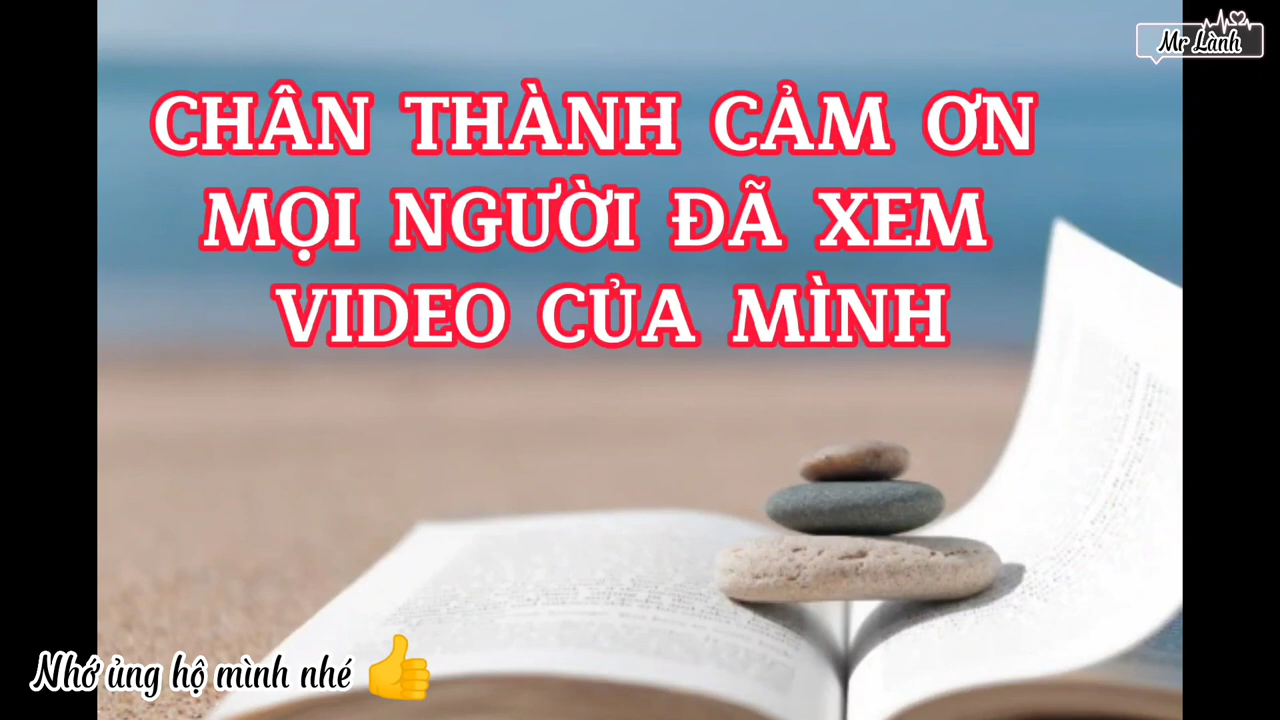 Mr Lành
CHÂN THÀNH CẢM ƠN
MỌI NGƯỜI ĐÃ XEM
VIDEO CỦA MÌNH
Nhớ ủng hộ mình nhé